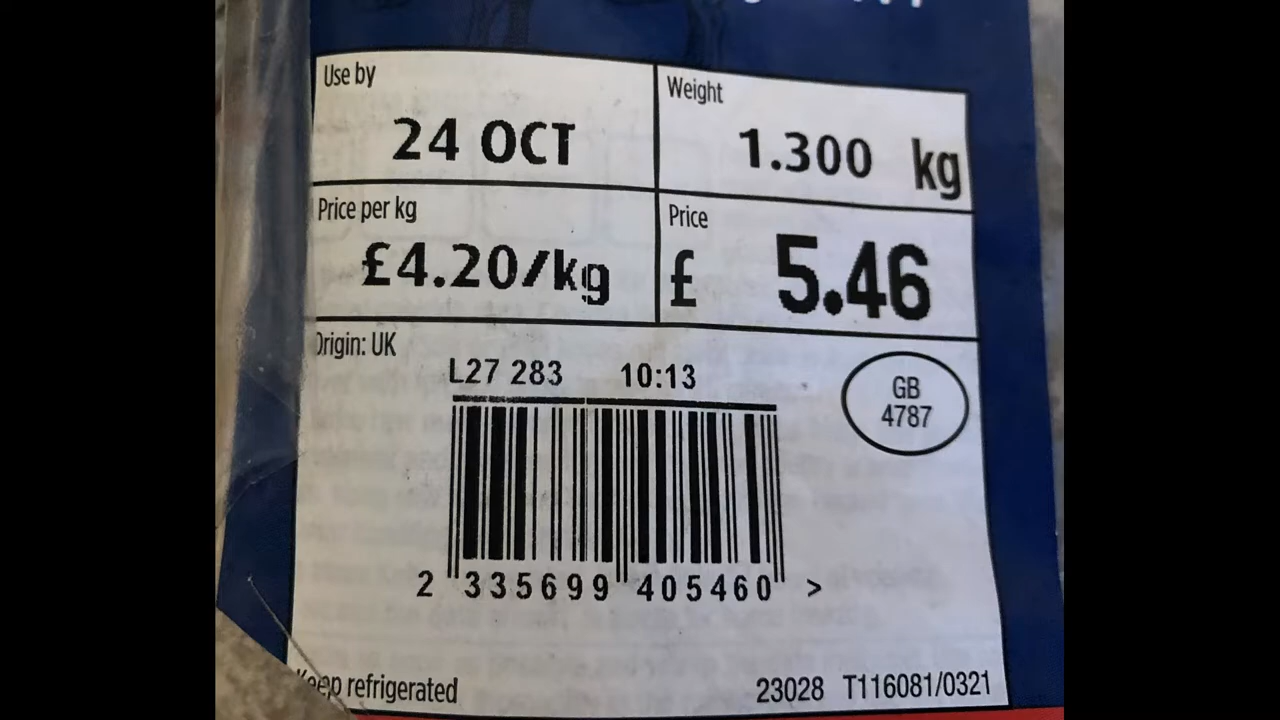 Use by
Weight
24 OCT
1.300 kg
Price per kg
Price
£4.20/kg
£ 5.46
Origin: UK
L27 283 10:13
GB
4787
2 335699 405460 >
Keep refrigerated
23028 T116081/0321